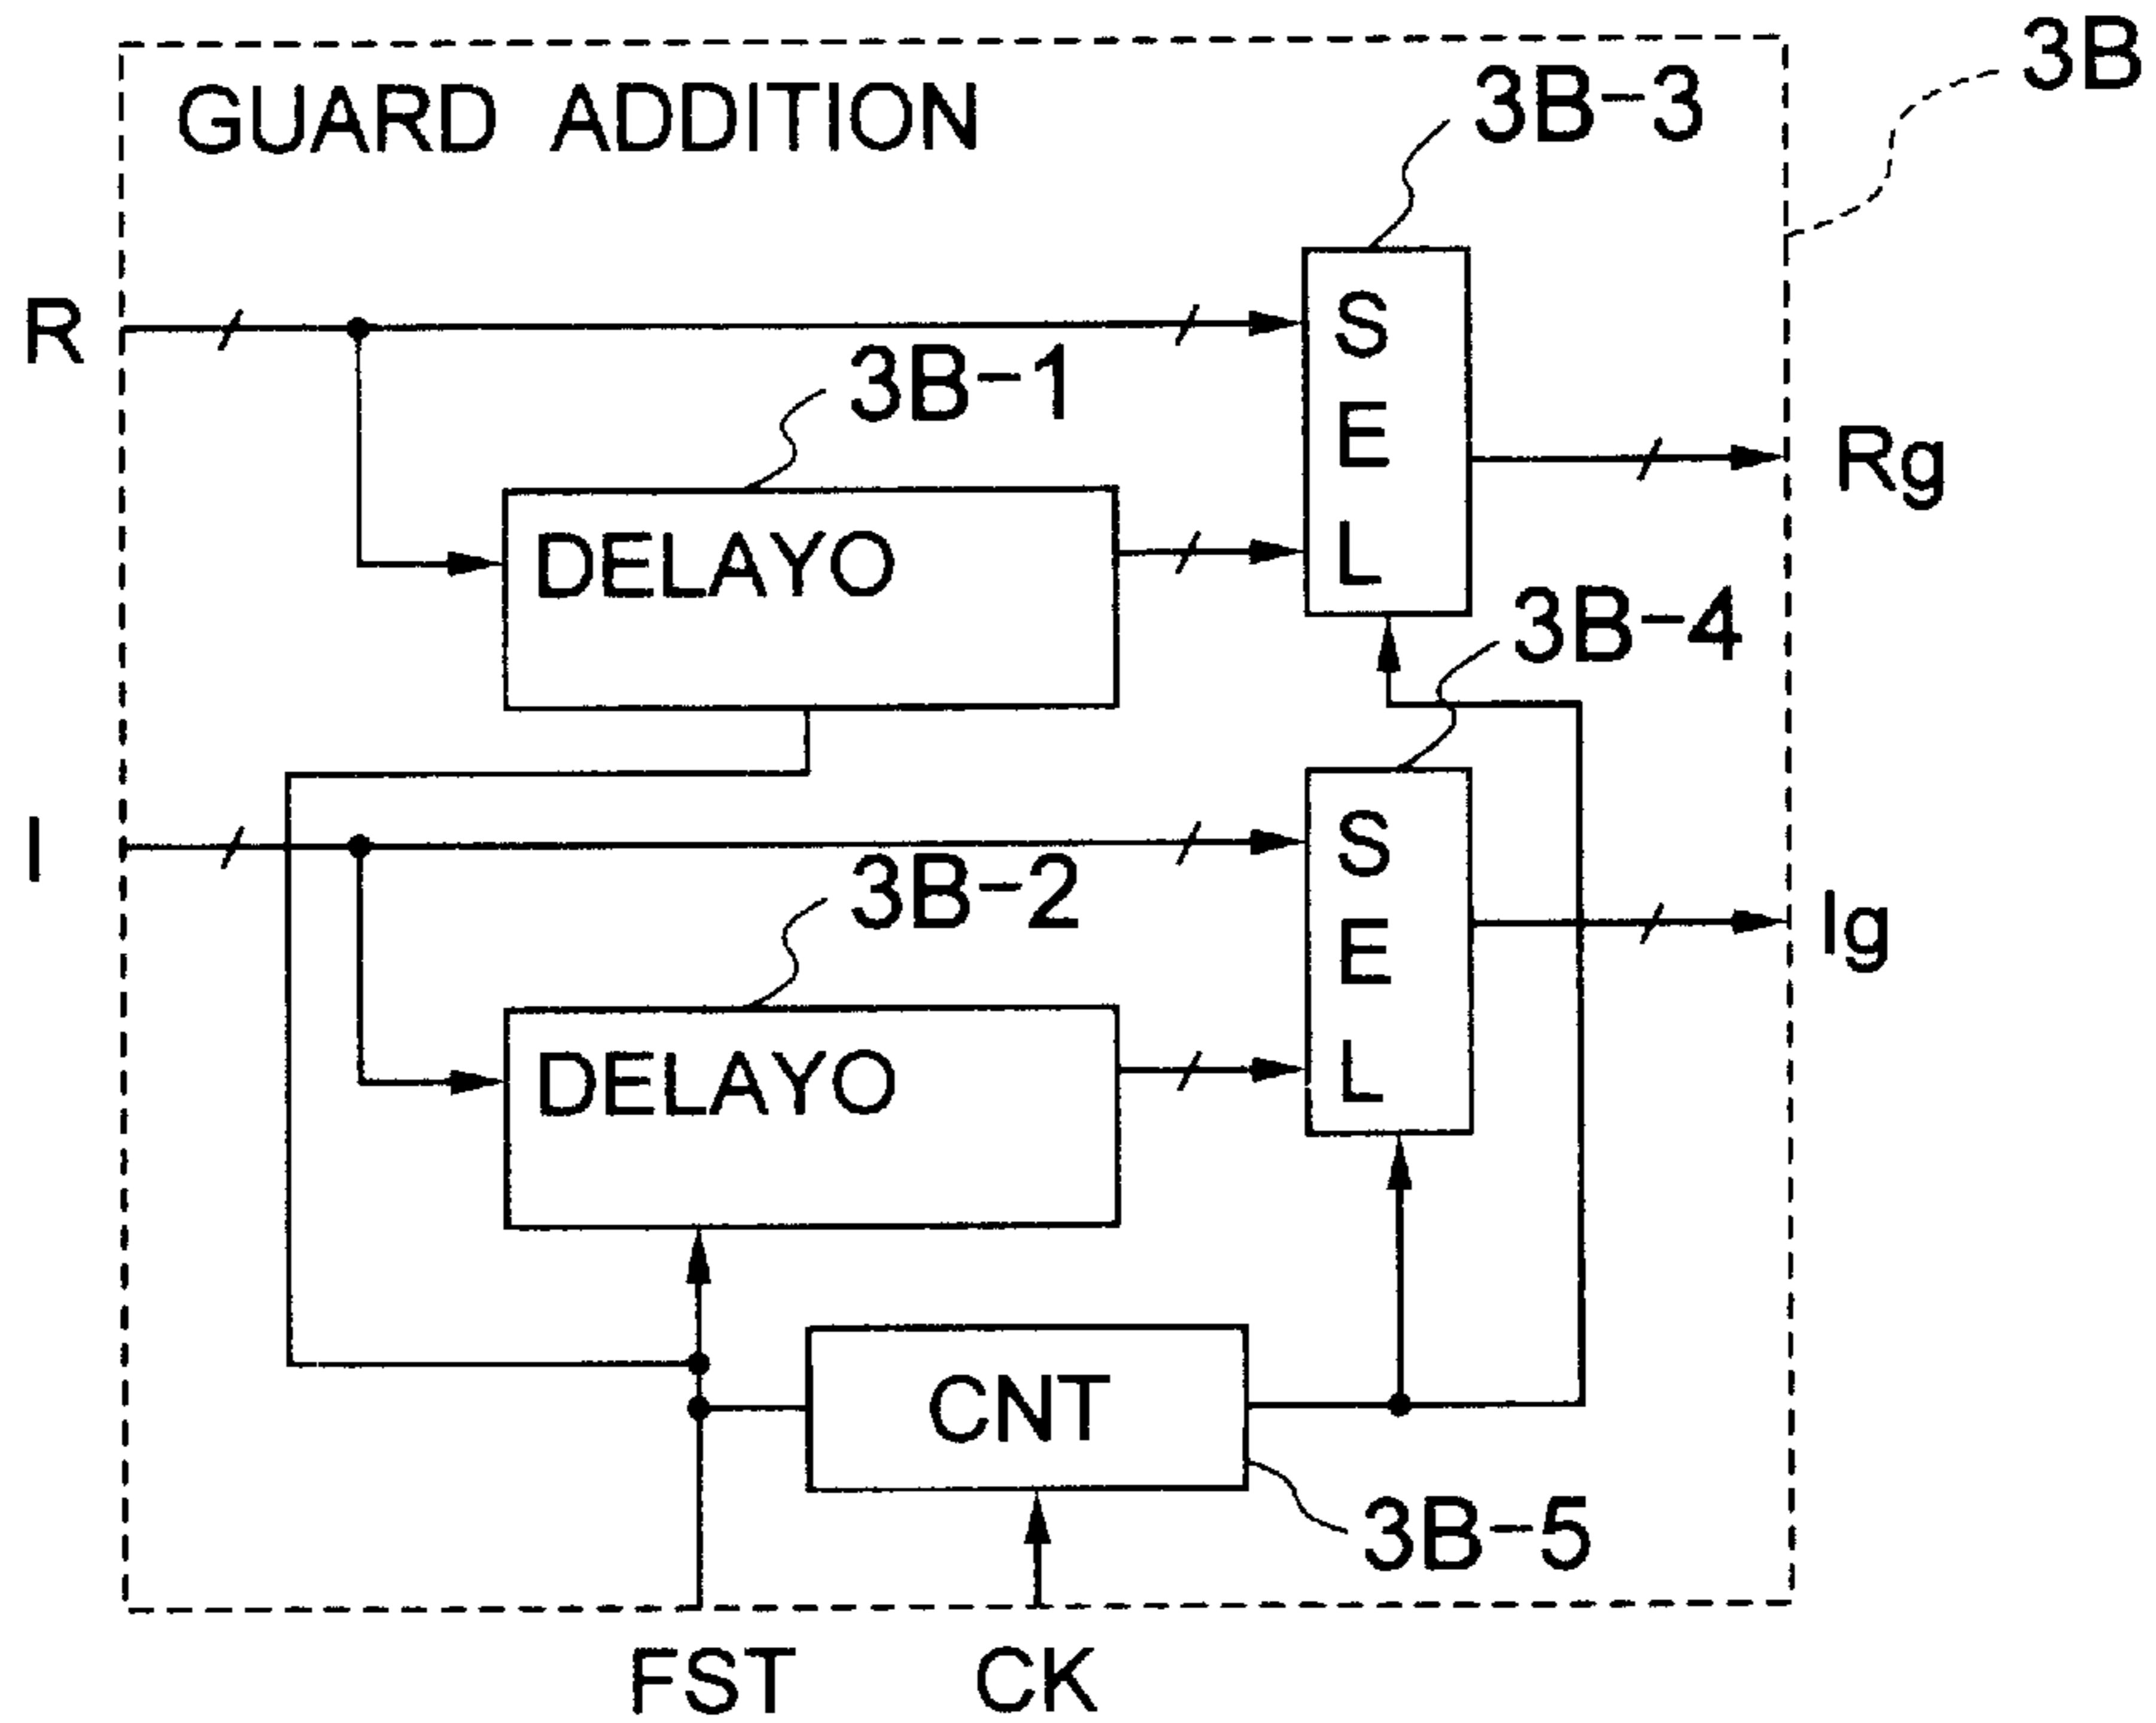 3B
GUARD ADDITION
3B-3
R
S
E
L
3B-1
Rg
DELAYO
3B-4
I
S
E
L
3B-2
Ig
DELAYO
CNT
3B-5
FST
CK